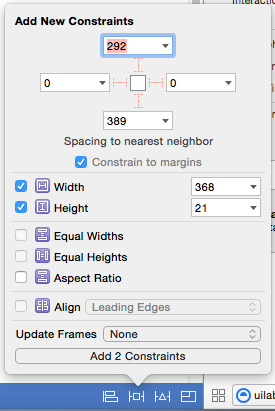 Add New Constraints
292
0 0
389
Spacing to nearest neighbor
Constrain to margins
Width 368
Height 21
Equal Widths
Equal Heights
Aspect Ratio
Align Leading Edges
Update Frames None
Add 2 Constraints
uilab